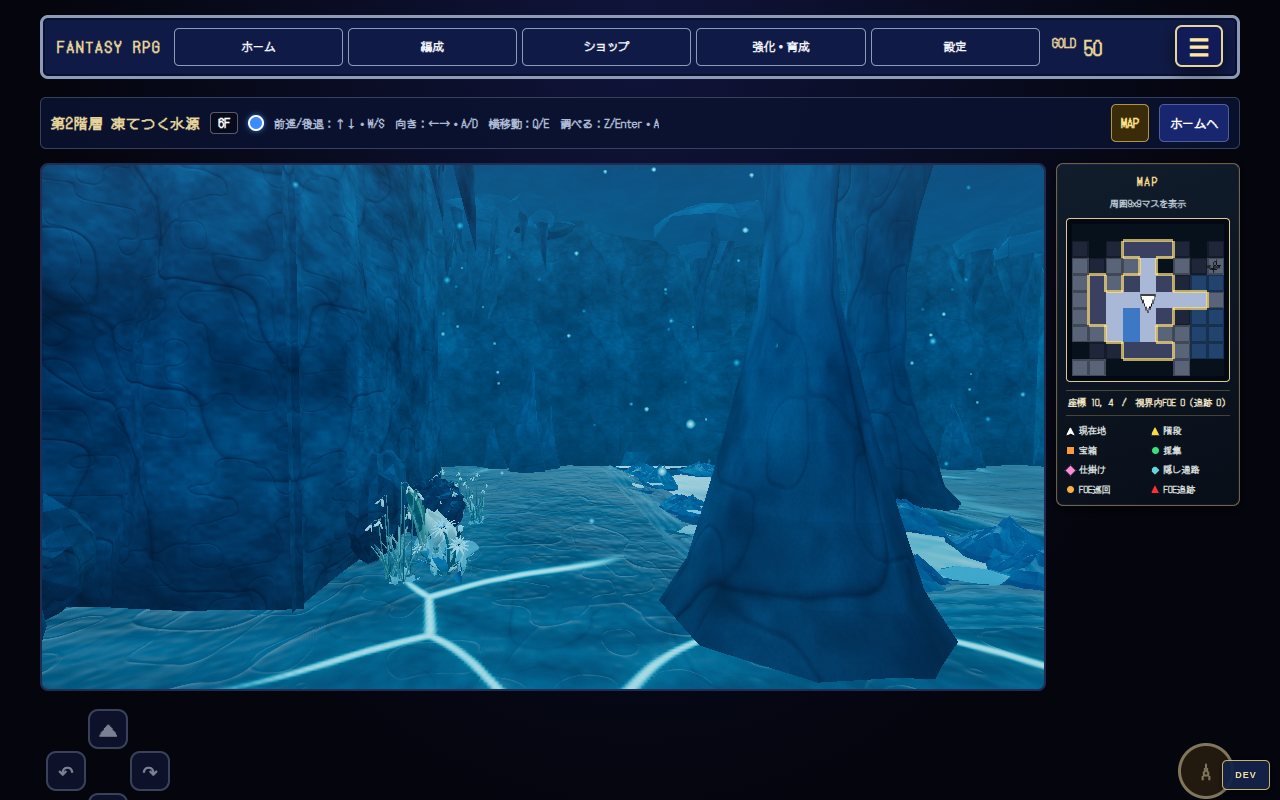 FANTASY RPG ホーム 編成 ショップ 強化・育成 設定 GOLD 50
第2階層 凍てつく水源 6F 前進/後退：↑↓・W/S 向き：←→・A/D 横移動：Q/E 調べる：Z/Enter・A MAP ホームへ
MAP
周囲9x9マスを表示
座標 10, 4 / 視界内FOE 0 (追跡 0)
現在地 階段
宝箱 採集
仕掛け 隠し通路
FOE巡回 FOE追跡
A
DEV